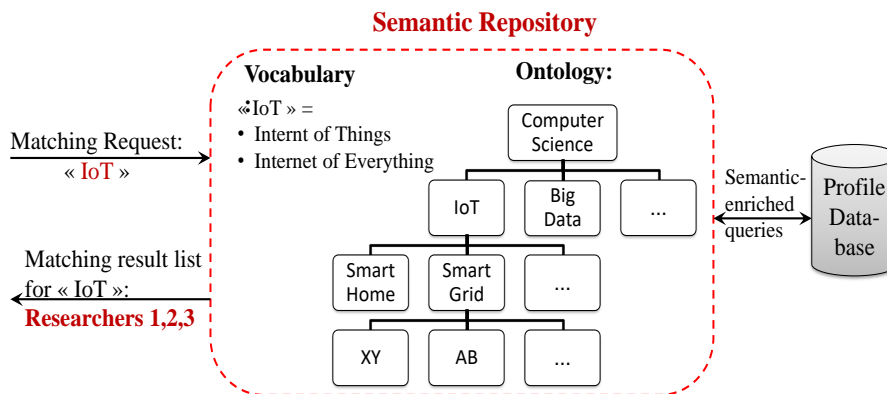 Semantic Repository
Vocabulary
Ontology:
« IoT » =
• Internt of Things
• Internet of Everything
Matching Request:
« IoT »
Matching result list
for « IoT »:
Researchers 1,2,3
Computer
Science
IoT
Big
Data
...
Smart
Home
Smart
Grid
...
XY
AB
...
Semantic-
enriched
queries
Profile
Data-
base